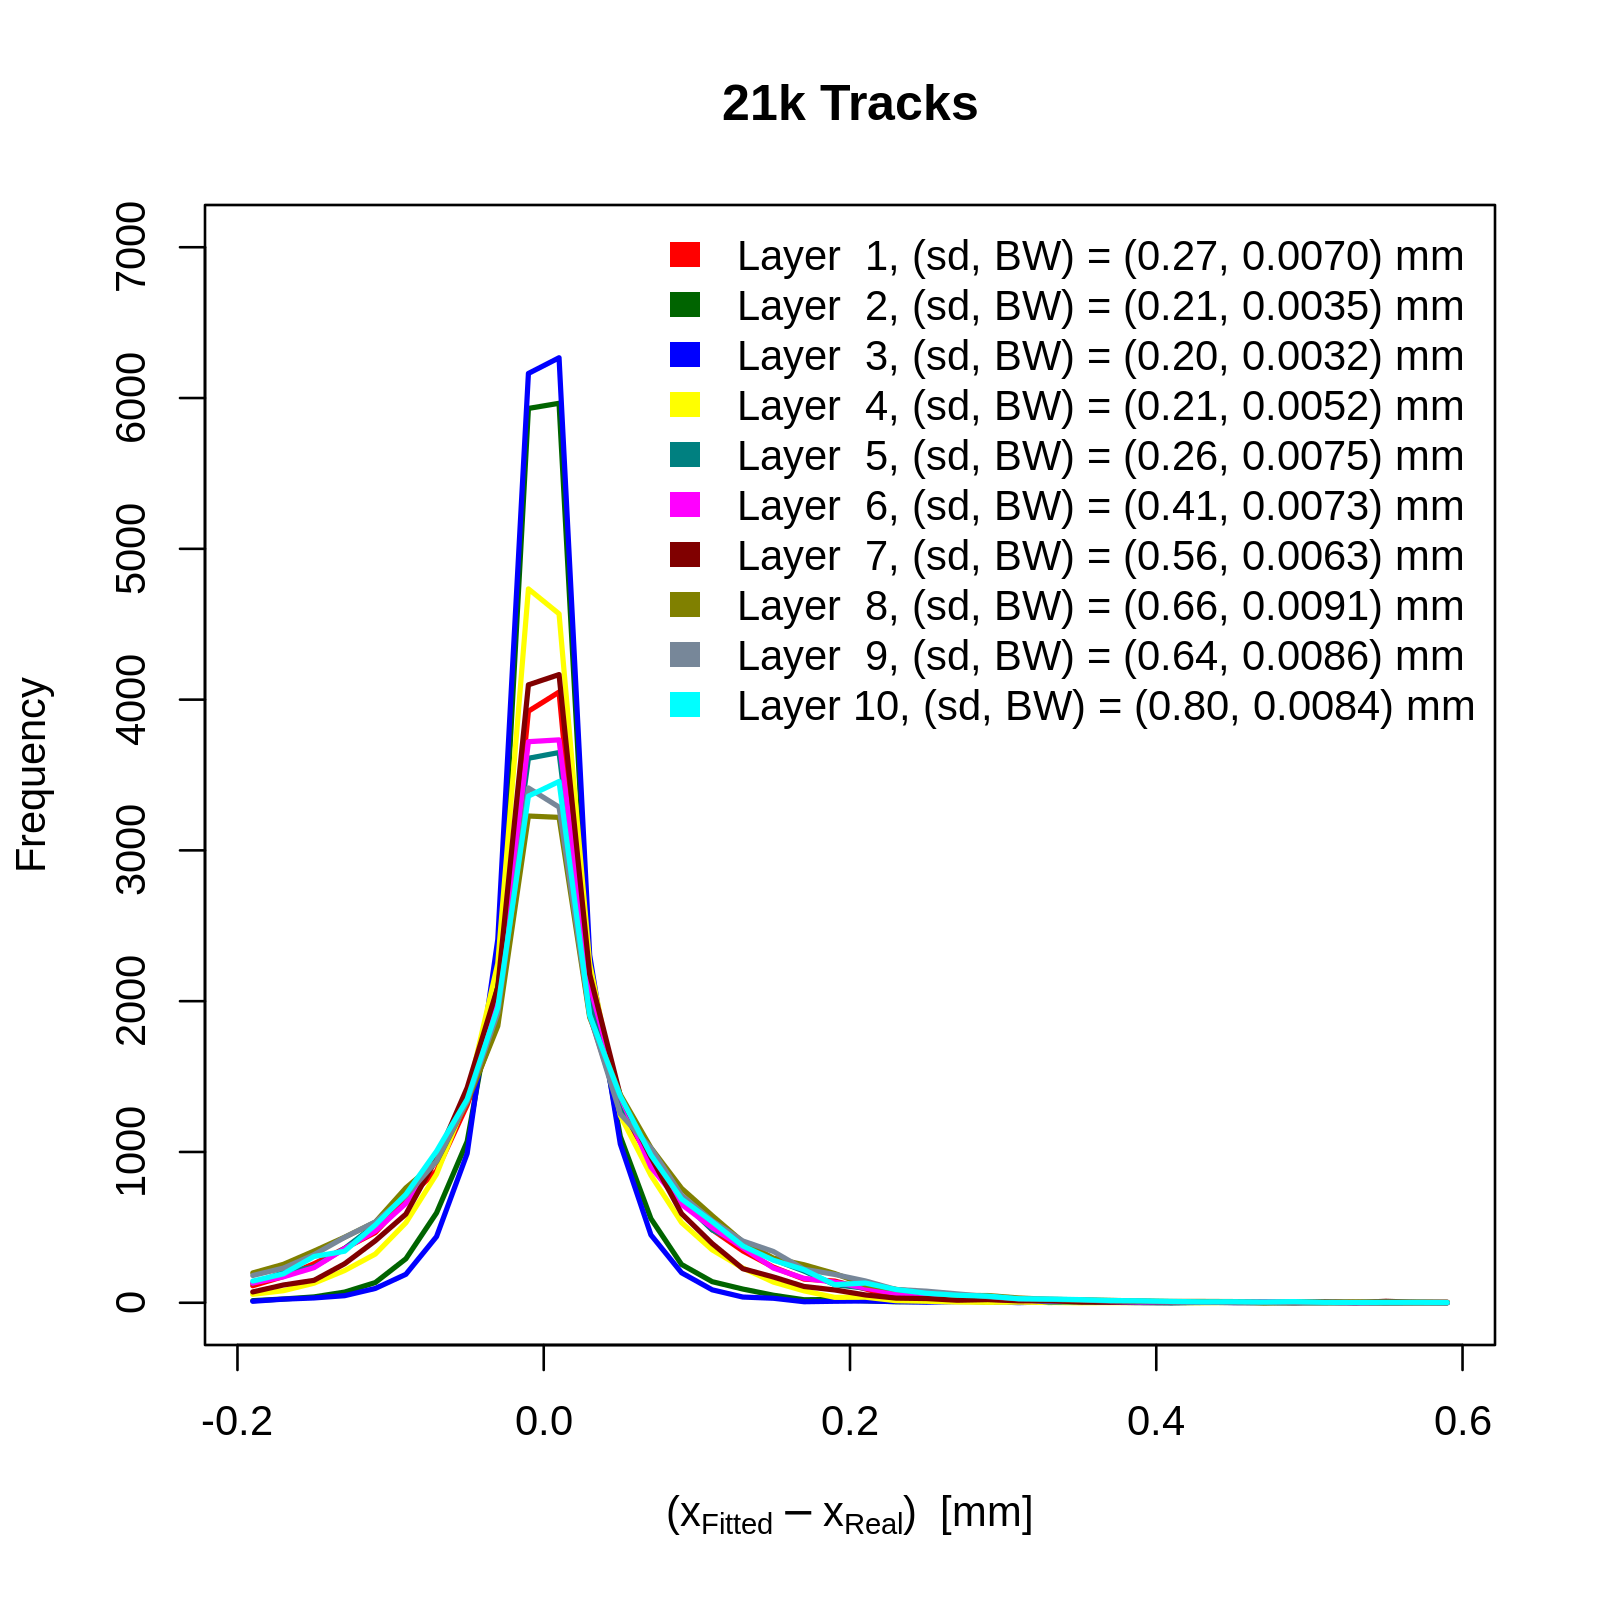 21k Tracks
Layer  1, (sd, BW) = (0.27, 0.0070) mm
Layer  2, (sd, BW) = (0.21, 0.0035) mm
Layer  3, (sd, BW) = (0.20, 0.0032) mm
Layer  4, (sd, BW) = (0.21, 0.0052) mm
Layer  5, (sd, BW) = (0.26, 0.0075) mm
Layer  6, (sd, BW) = (0.41, 0.0073) mm
Layer  7, (sd, BW) = (0.56, 0.0063) mm
Layer  8, (sd, BW) = (0.66, 0.0091) mm
Layer  9, (sd, BW) = (0.64, 0.0086) mm
Layer 10, (sd, BW) = (0.80, 0.0084) mm
Frequency
7000
6000
5000
4000
3000
2000
1000
0
-0.2 0.0 0.2 0.4 0.6
(xFitted − xReal)  [mm]